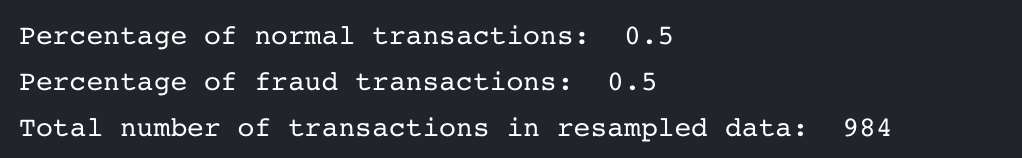 Percentage of normal transactions:  0.5
Percentage of fraud transactions:  0.5
Total number of transactions in resampled data:  984